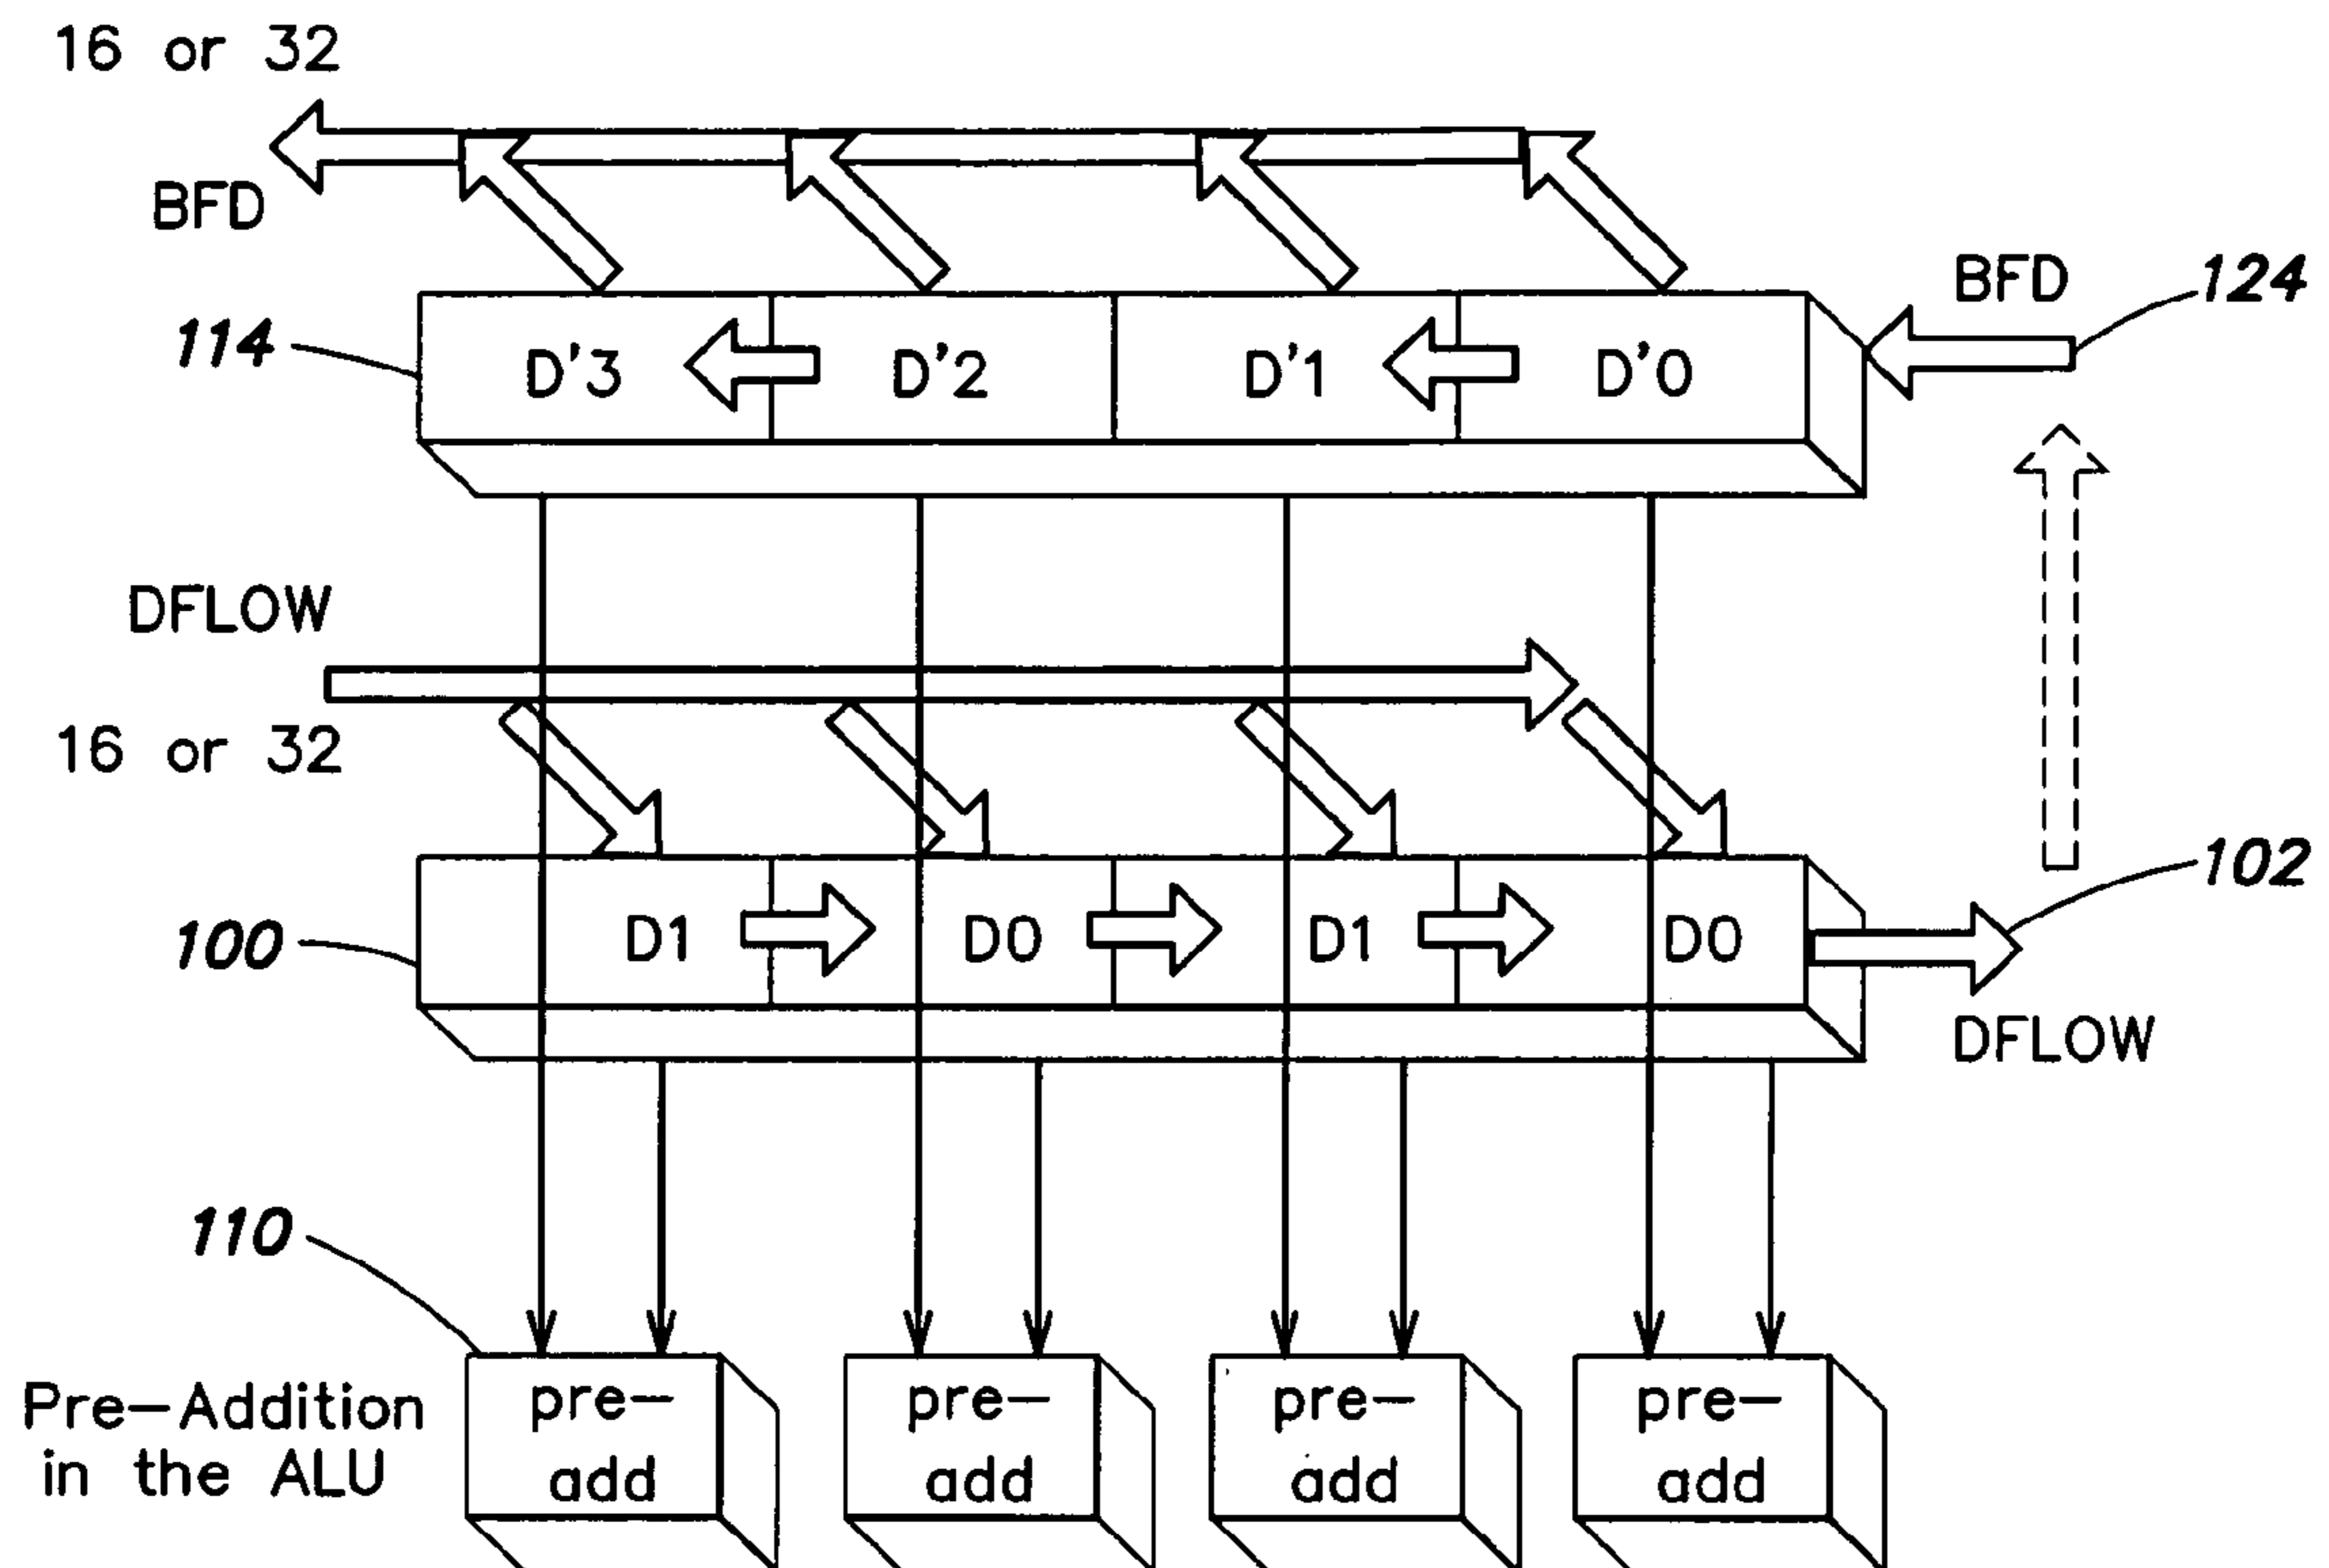 16 or 32
BFD
BFD
124
114
D'3 D'2 D'1 D'0
DFLOW
16 or 32
102
100
D1 D0 D1 D0
DFLOW
110
Pre-Addition
in the ALU
pre-
add
pre-
add
pre-
add
pre-
add